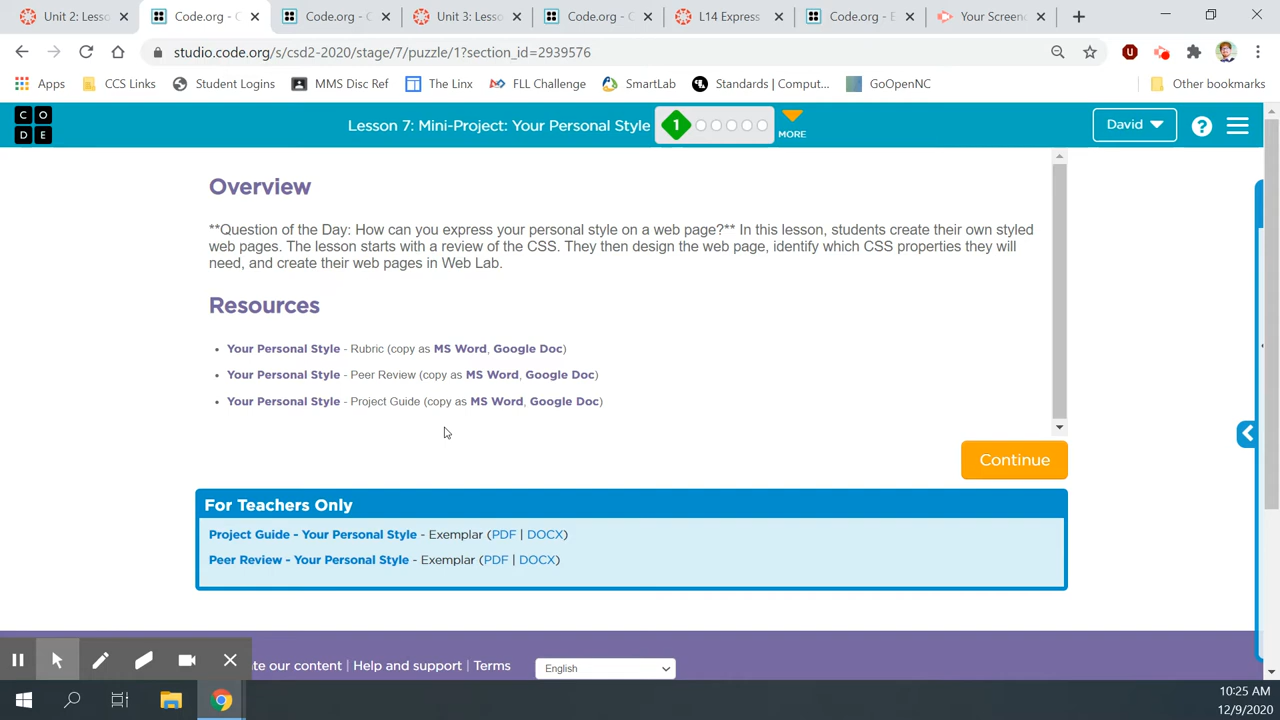 Unit 2: Lesso
Code.org - C
Code.org - C
Unit 3: Lesso
Code.org - C
L14 Express
Code.org - E
Your Screen
studio.code.org/s/csd2-2020/stage/7/puzzle/1?section_id=2939576
Apps
CCS Links
Student Logins
MMS Disc Ref
The Linx
FLL Challenge
SmartLab
Standards | Comput...
GoOpenNC
Other bookmarks
C O
D E
Lesson 7: Mini-Project: Your Personal Style
1
MORE
David
?
Overview
**Question of the Day: How can you express your personal style on a web page?** In this lesson, students create their own styled
web pages. The lesson starts with a review of the CSS. They then design the web page, identify which CSS properties they will
need, and create their web pages in Web Lab.
Resources
Your Personal Style - Rubric (copy as MS Word, Google Doc)
Your Personal Style - Peer Review (copy as MS Word, Google Doc)
Your Personal Style - Project Guide (copy as MS Word, Google Doc)
Continue
For Teachers Only
Project Guide - Your Personal Style - Exemplar (PDF | DOCX)
Peer Review - Your Personal Style - Exemplar (PDF | DOCX)
te our content | Help and support | Terms
English
10:25 AM
12/9/2020